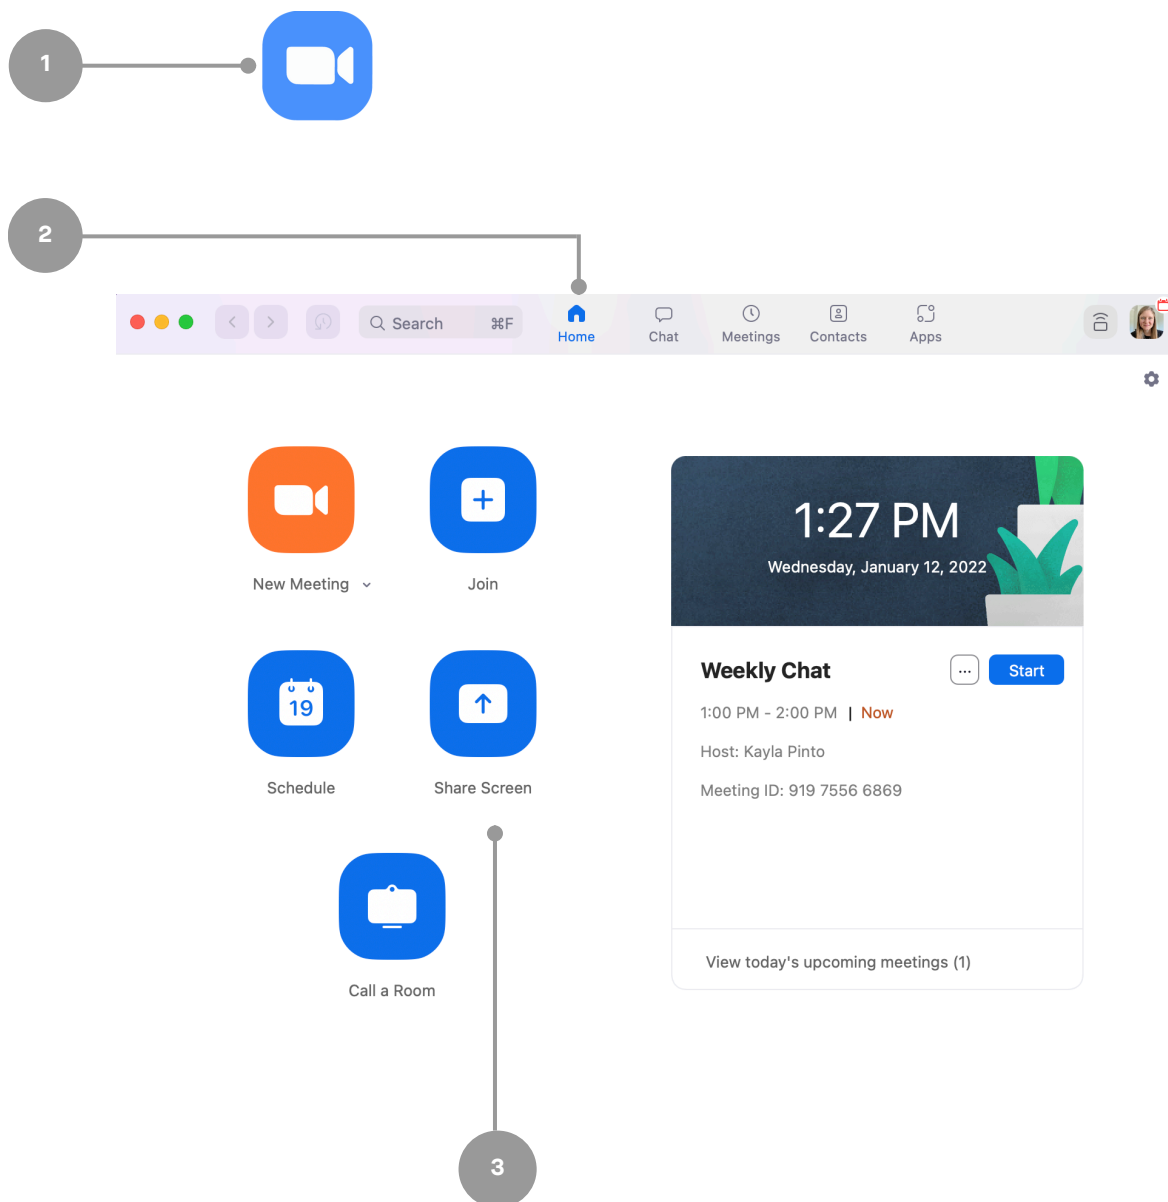 1
2
Search ⌘F
Home
Chat
Meetings
Contacts
Apps
New Meeting
Join
19
Schedule
Share Screen
Call a Room
1:27 PM
Wednesday, January 12, 2022
Weekly Chat
... Start
1:00 PM - 2:00 PM | Now
Host: Kayla Pinto
Meeting ID: 919 7556 6869
View today's upcoming meetings (1)
3